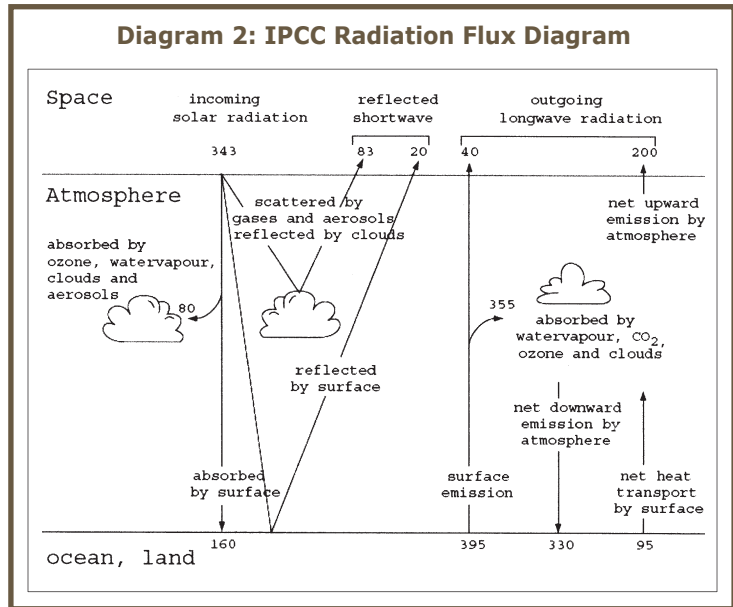 Diagram 2: IPCC Radiation Flux Diagram
Space
incoming
solar radiation
343
reflected
shortwave
83 20
outgoing
longwave radiation
40 200
Atmosphere
absorbed by
ozone, watervapour,
clouds and
aerosols
80
scattered by
gases and aerosols
reflected by clouds
reflected
by surface
absorbed
by surface
355
absorbed by
watervapour, CO2,
ozone and clouds
net upward
emission by
atmosphere
net downward
emission by
atmosphere
surface
emission
net heat
transport
by surface
160 395 330 95
ocean, land